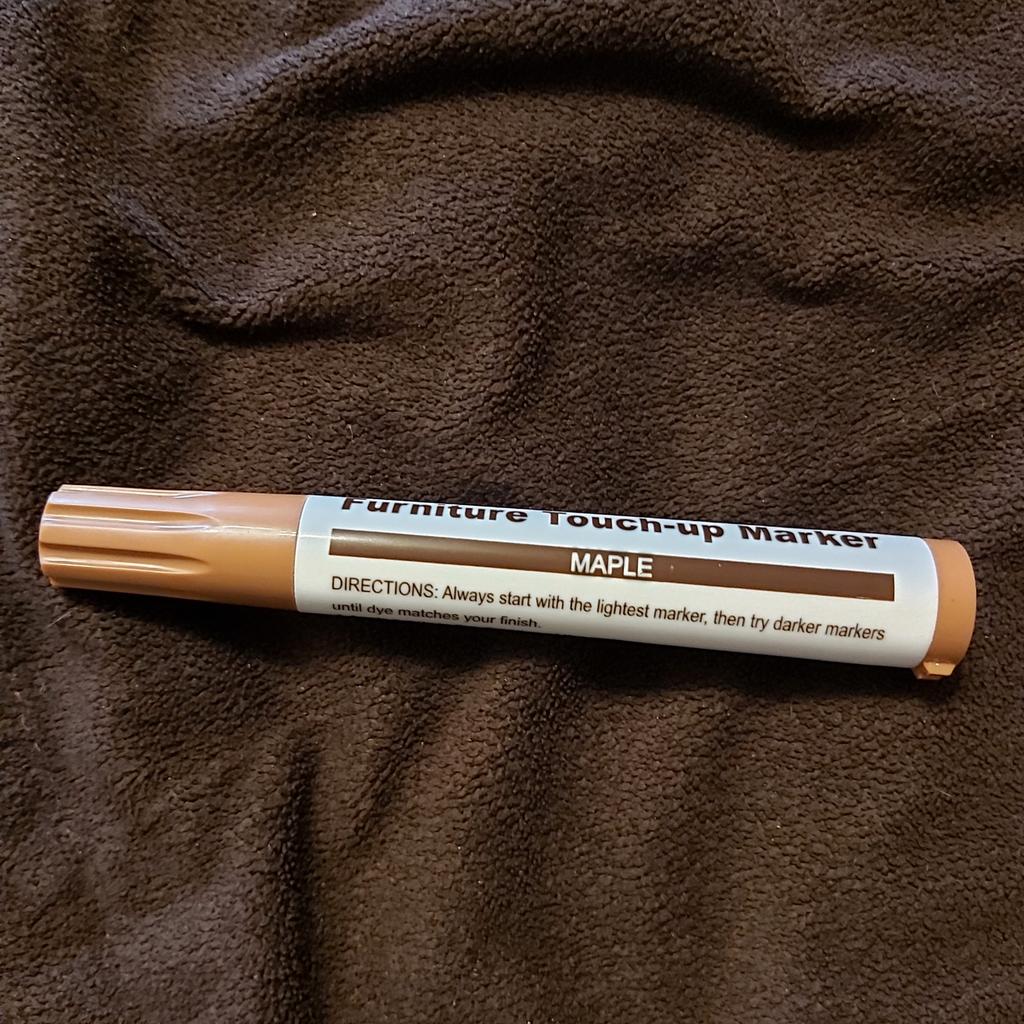 Furniture Touch-up Marker
MAPLE
DIRECTIONS: Always start with the lightest marker, then try darker markers
until dye matches your finish.